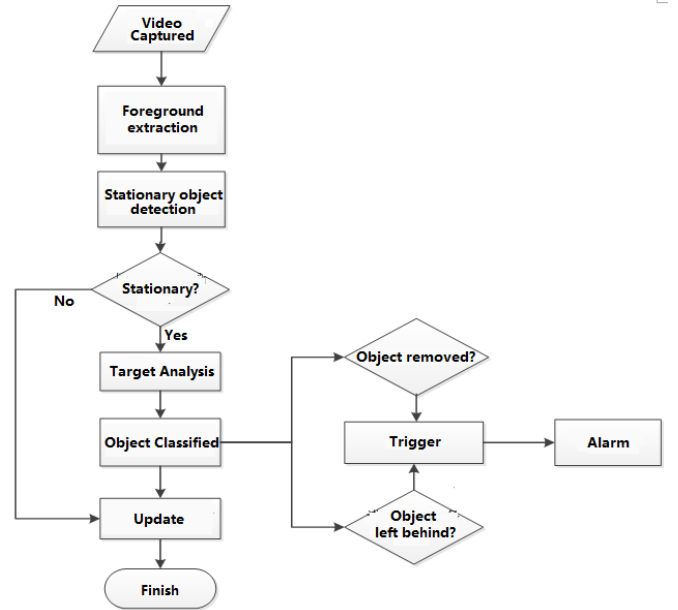 Video
Captured
Foreground
extraction
Stationary object
detection
Stationary?
No
Yes
Target Analysis
Object removed?
Object Classified
Trigger
Alarm
Update
Object
left behind?
Finish